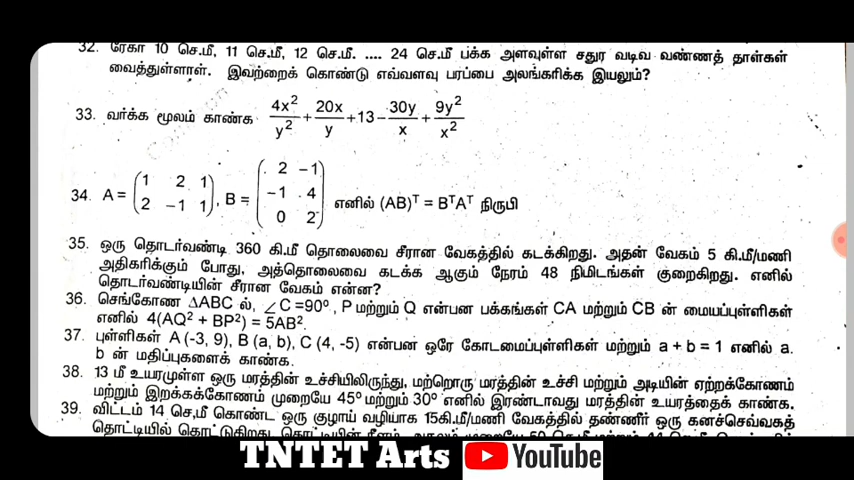 32. ரேகா 10 செ.மீ, 11 செ.மீ, 12 செ.மீ. .... 24 செ.மீ பக்க அளவுள்ள சதுர வடிவ வண்ணத் தாள்கள்
வைத்துள்ளாள். இவற்றைக் கொண்டு எவ்வளவு பரப்பை அலங்கரிக்க இயலும்?
33. வர்க்க மூலம் காண்க 4x²/y² + 20x/y + 13 - 30y/x + 9y²/x²
34. A = (1 2 1; 2 -1 1), B = (2 -1; -1 4; 0 2) எனில் (AB)ᵀ = BᵀAᵀ நிருபி
35. ஒரு தொடர்வண்டி 360 கி.மீ தொலைவை சீரான வேகத்தில் கடக்கிறது. அதன் வேகம் 5 கி.மீ/மணி
அதிகரிக்கும் போது, அத்தொலைவை கடக்க ஆகும் நேரம் 48 நிமிடங்கள் குறைகிறது. எனில்
தொடர்வண்டியின் சீரான வேகம் என்ன?
36. செங்கோண ΔABC ல், ∠C =90°, P மற்றும் Q என்பன பக்கங்கள் CA மற்றும் CB ன் மையப்புள்ளிகள்
எனில் 4(AQ² + BP²) = 5AB².
37. புள்ளிகள் A (-3, 9), B (a, b), C (4, -5) என்பன ஒரே கோடமைப்புள்ளிகள் மற்றும் a + b = 1 எனில் a.
b ன் மதிப்புகளைக் காண்க.
38. 13 மீ உயரமுள்ள ஒரு மரத்தின் உச்சியிலிருந்து, மற்றொரு மரத்தின் உச்சி மற்றும் அடியின் ஏற்றக்கோணம்
மற்றும் இறக்கக்கோணம் முறையே 45° மற்றும் 30° எனில் இரண்டாவது மரத்தின் உயரத்தைக் காண்க.
39. விட்டம் 14 செ,மீ கொண்ட ஒரு குழாய் வழியாக 15கி.மீ/மணி வேகத்தில் தண்ணீர் ஒரு கனச்செவ்வகத்
தொட்டியில் கொட்டுகிறது
TNTET Arts YouTube